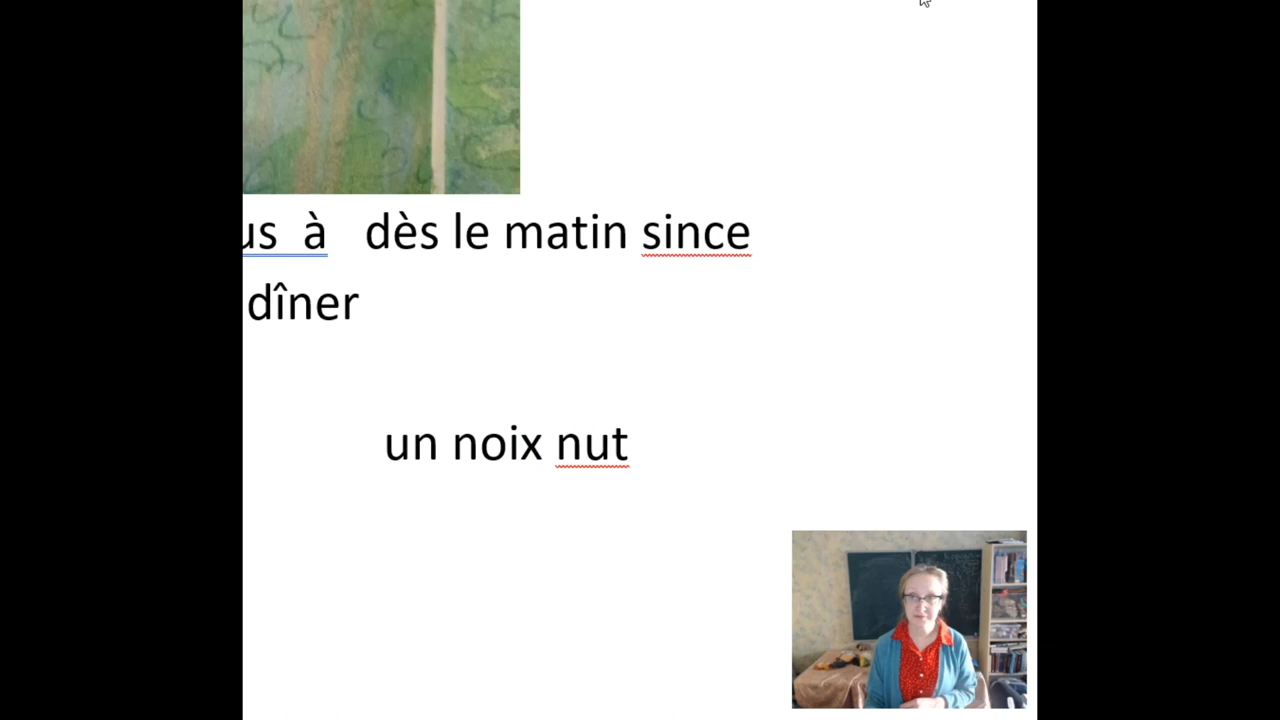 us à dès le matin since
dîner
un noix nut